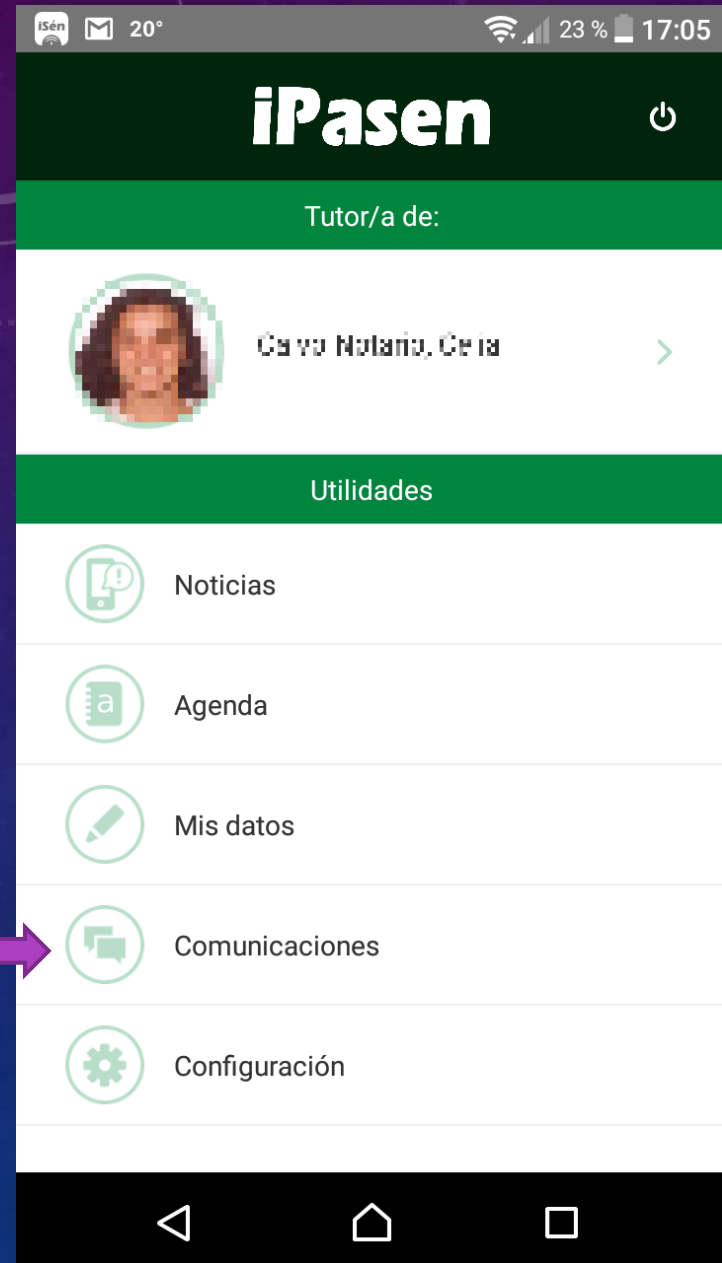 iSén 20° 23 % 17:05
iPasen
Tutor/a de:
Utilidades
Noticias
a
Agenda
Mis datos
Comunicaciones
Configuración